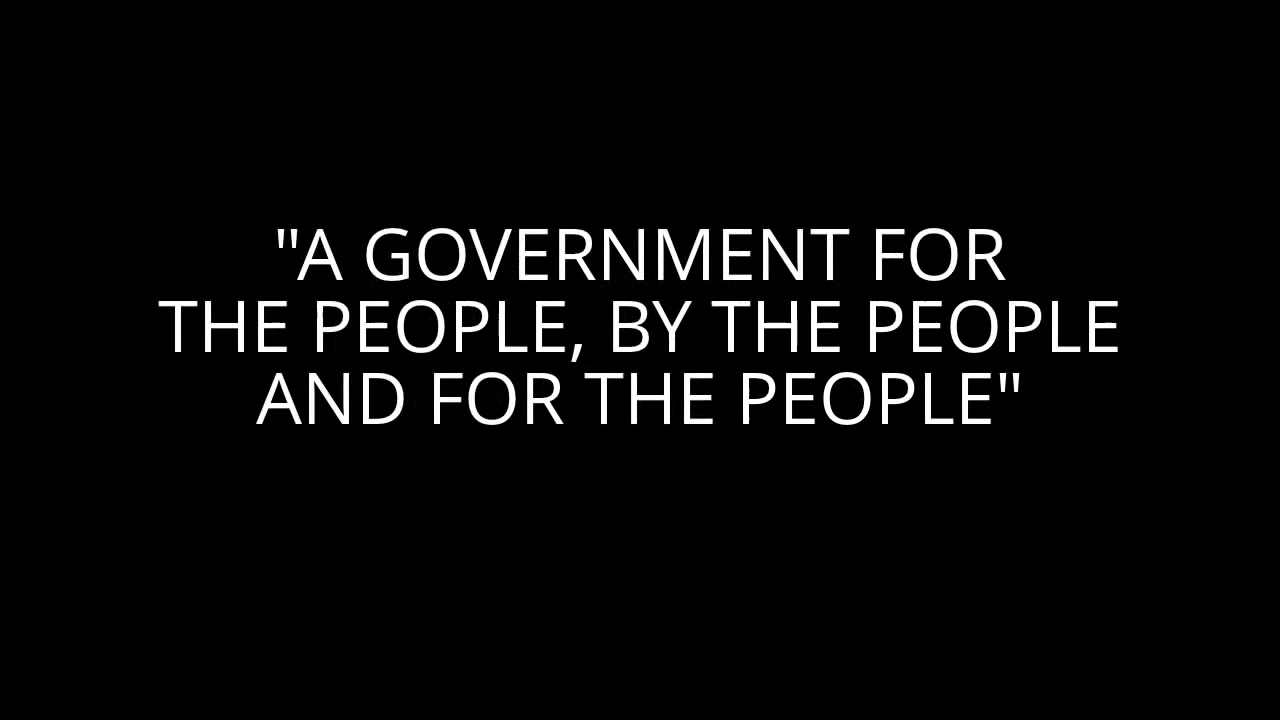 "A GOVERNMENT FOR
THE PEOPLE, BY THE PEOPLE
AND FOR THE PEOPLE"